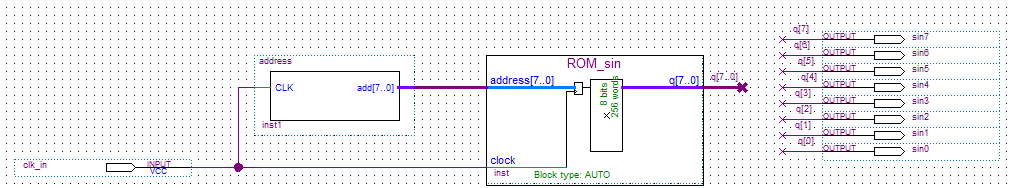 address
CLK
add[7..0]
inst1
clk_in
INPUT
VCC
ROM_sin
address[7..0]
q[7..0]
8 bits
256 words
clock
inst
Block type: AUTO
q[7..0]
q[7]
OUTPUT
sin7
q[6]
OUTPUT
sin6
q[5]
OUTPUT
sin5
q[4]
OUTPUT
sin4
q[3]
OUTPUT
sin3
q[2]
OUTPUT
sin2
q[1]
OUTPUT
sin1
q[0]
OUTPUT
sin0